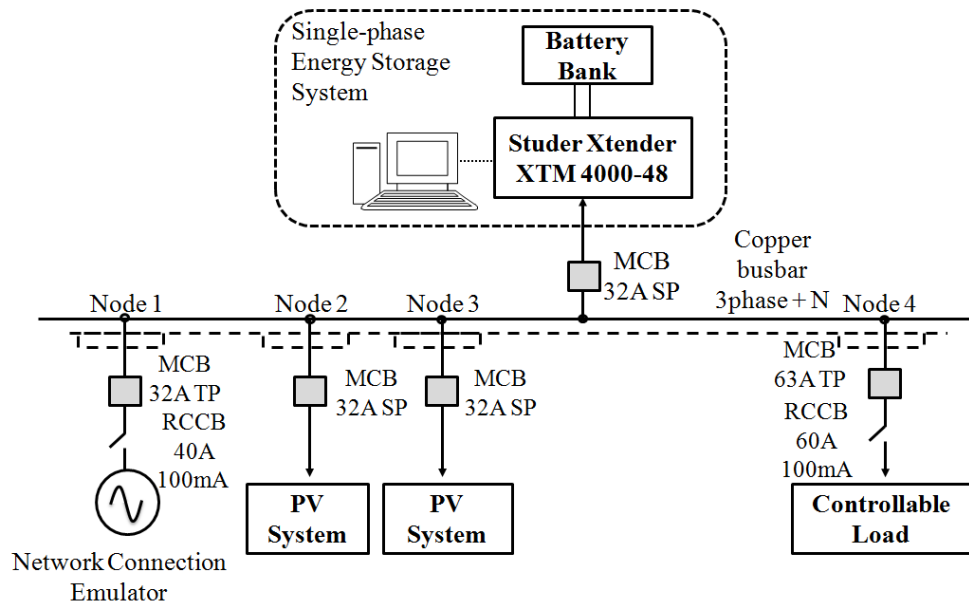 Single-phase
Energy Storage
System
Battery
Bank
Studer Xtender
XTM 4000-48
MCB
32A SP
Copper
busbar
3phase + N
Node 1
Node 2
Node 3
Node 4
MCB
32A TP
RCCB
40A
100mA
MCB
32A SP
MCB
32A SP
MCB
63A TP
RCCB
60A
100mA
PV
System
PV
System
Controllable
Load
Network Connection
Emulator